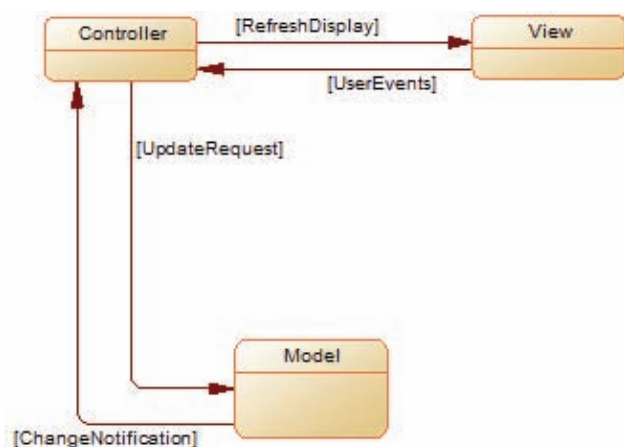 Controller
[RefreshDisplay]
View
[UserEvents]
[UpdateRequest]
Model
[ChangeNotification]